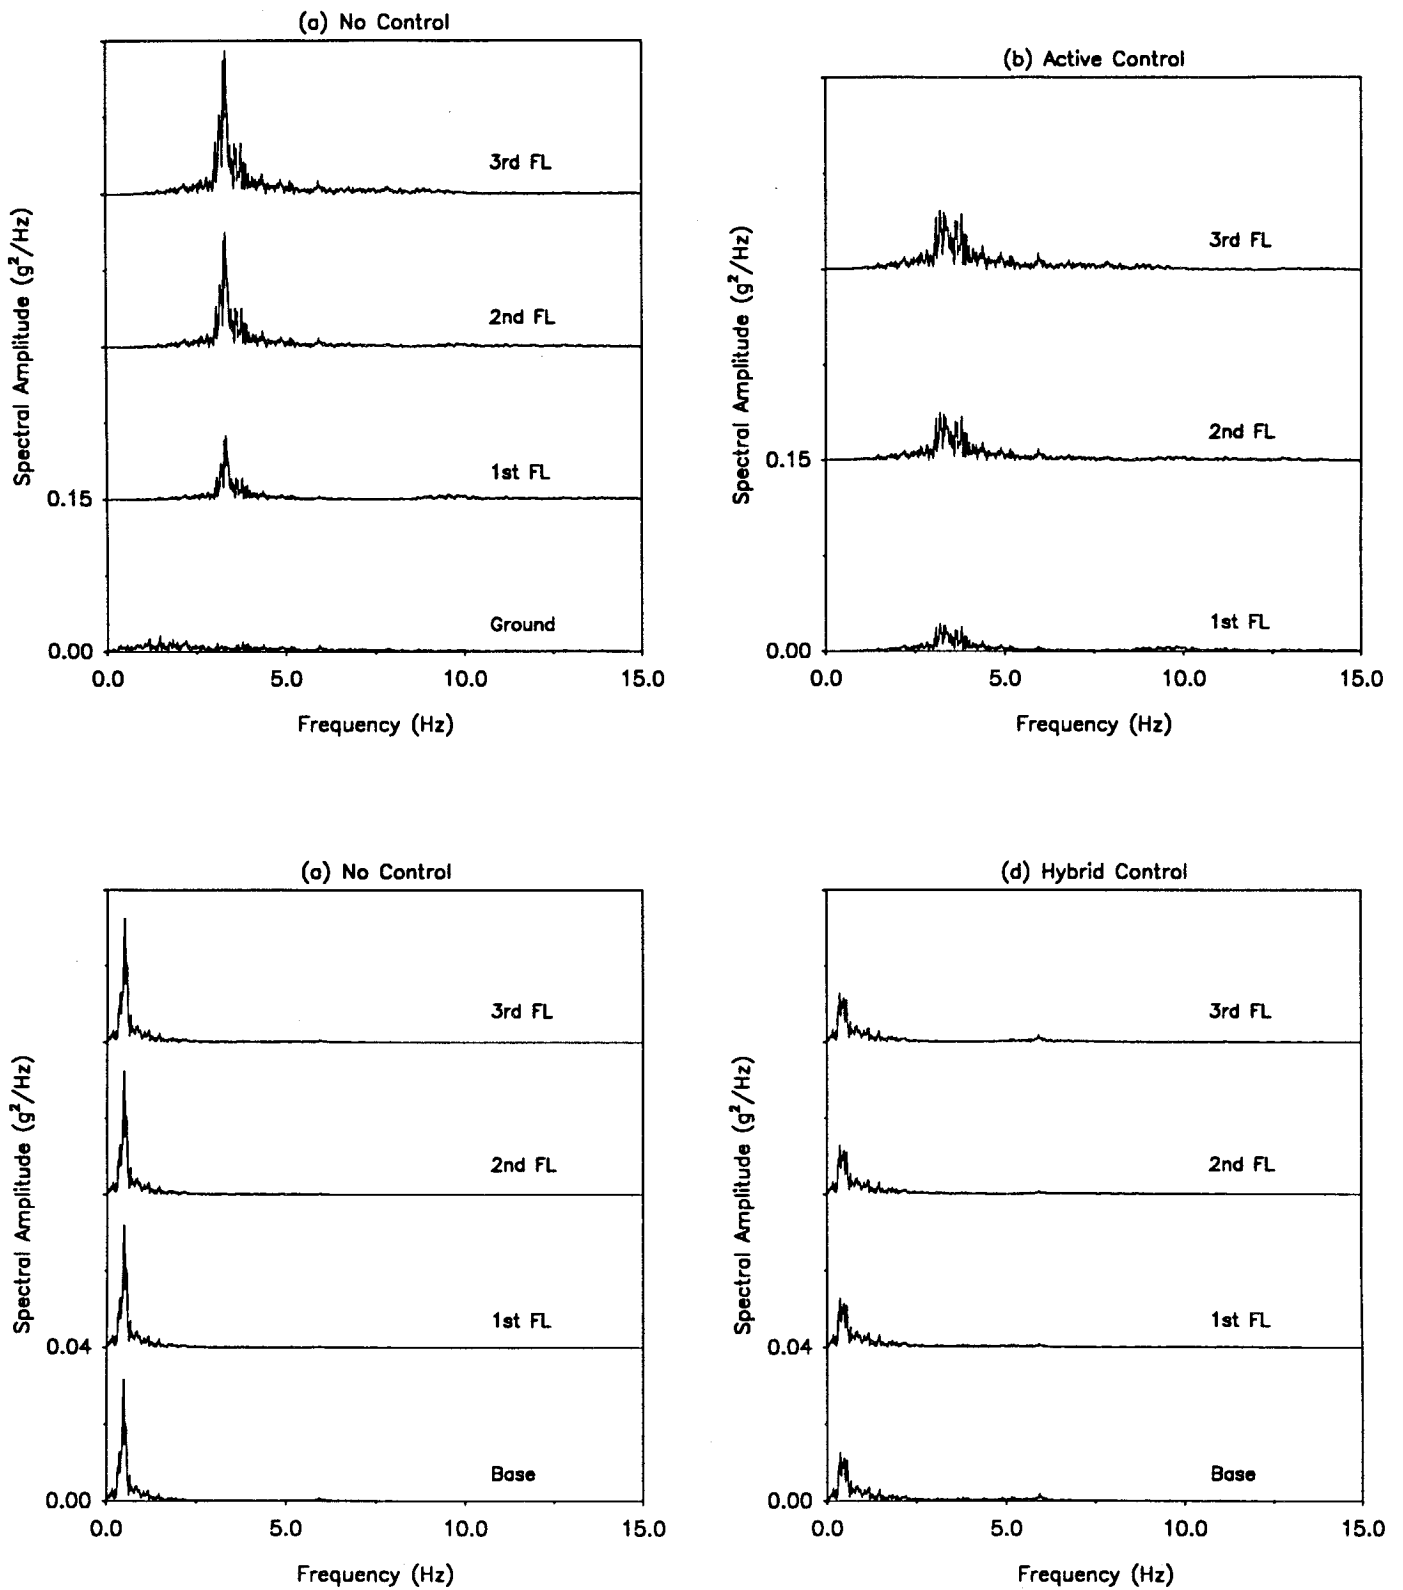 (a) No Control
Spectral Amplitude (g²/Hz)
3rd FL
2nd FL
1st FL
0.15
Ground
0.00
0.0 5.0 10.0 15.0
Frequency (Hz)
(b) Active Control
Spectral Amplitude (g²/Hz)
3rd FL
2nd FL
0.15
1st FL
0.00
0.0 5.0 10.0 15.0
Frequency (Hz)
(a) No Control
Spectral Amplitude (g²/Hz)
3rd FL
2nd FL
1st FL
0.04
Base
0.00
0.0 5.0 10.0 15.0
Frequency (Hz)
(d) Hybrid Control
Spectral Amplitude (g²/Hz)
3rd FL
2nd FL
1st FL
0.04
Base
0.00
0.0 5.0 10.0 15.0
Frequency (Hz)